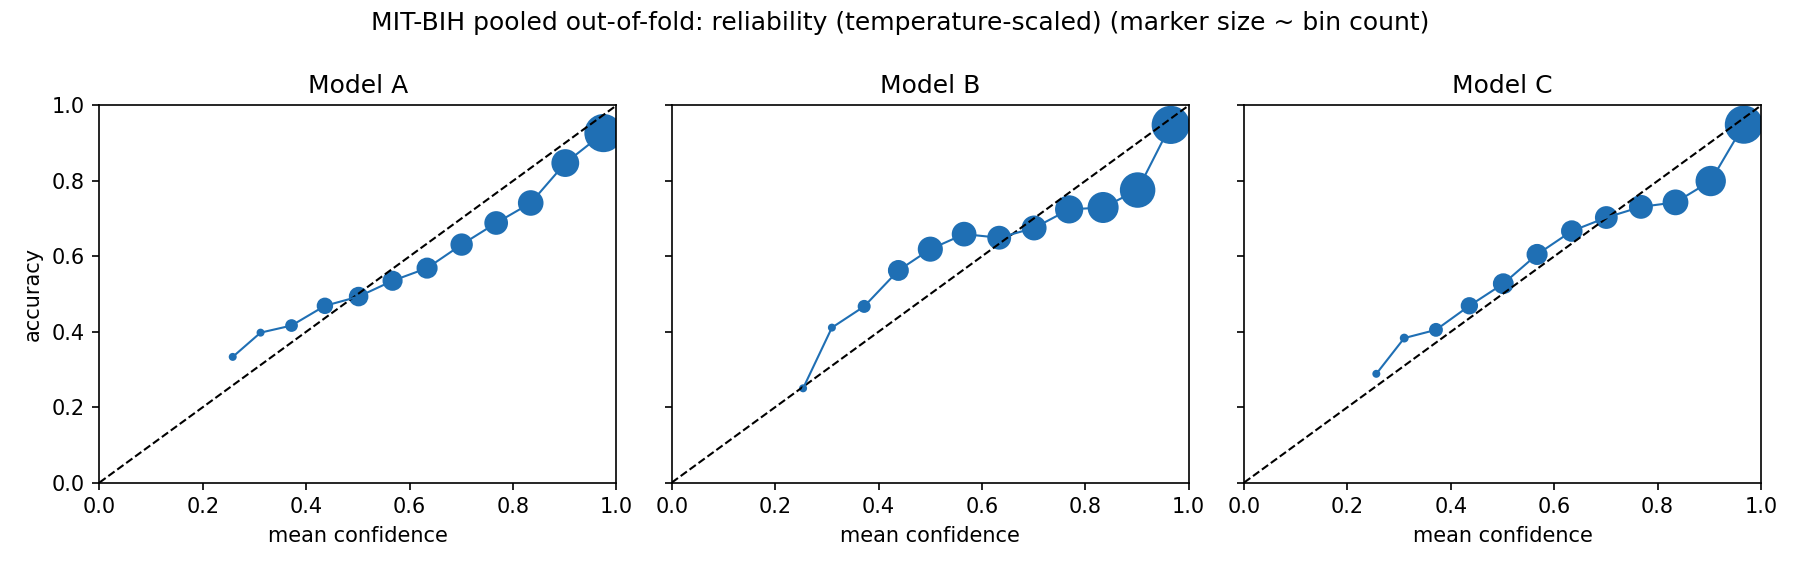 MIT-BIH pooled out-of-fold: reliability (temperature-scaled) (marker size ~ bin count)
Model A
Model B
Model C
accuracy
1.0
0.8
0.6
0.4
0.2
0.0
0.0 0.2 0.4 0.6 0.8 1.0
0.0 0.2 0.4 0.6 0.8 1.0
0.0 0.2 0.4 0.6 0.8 1.0
mean confidence
mean confidence
mean confidence